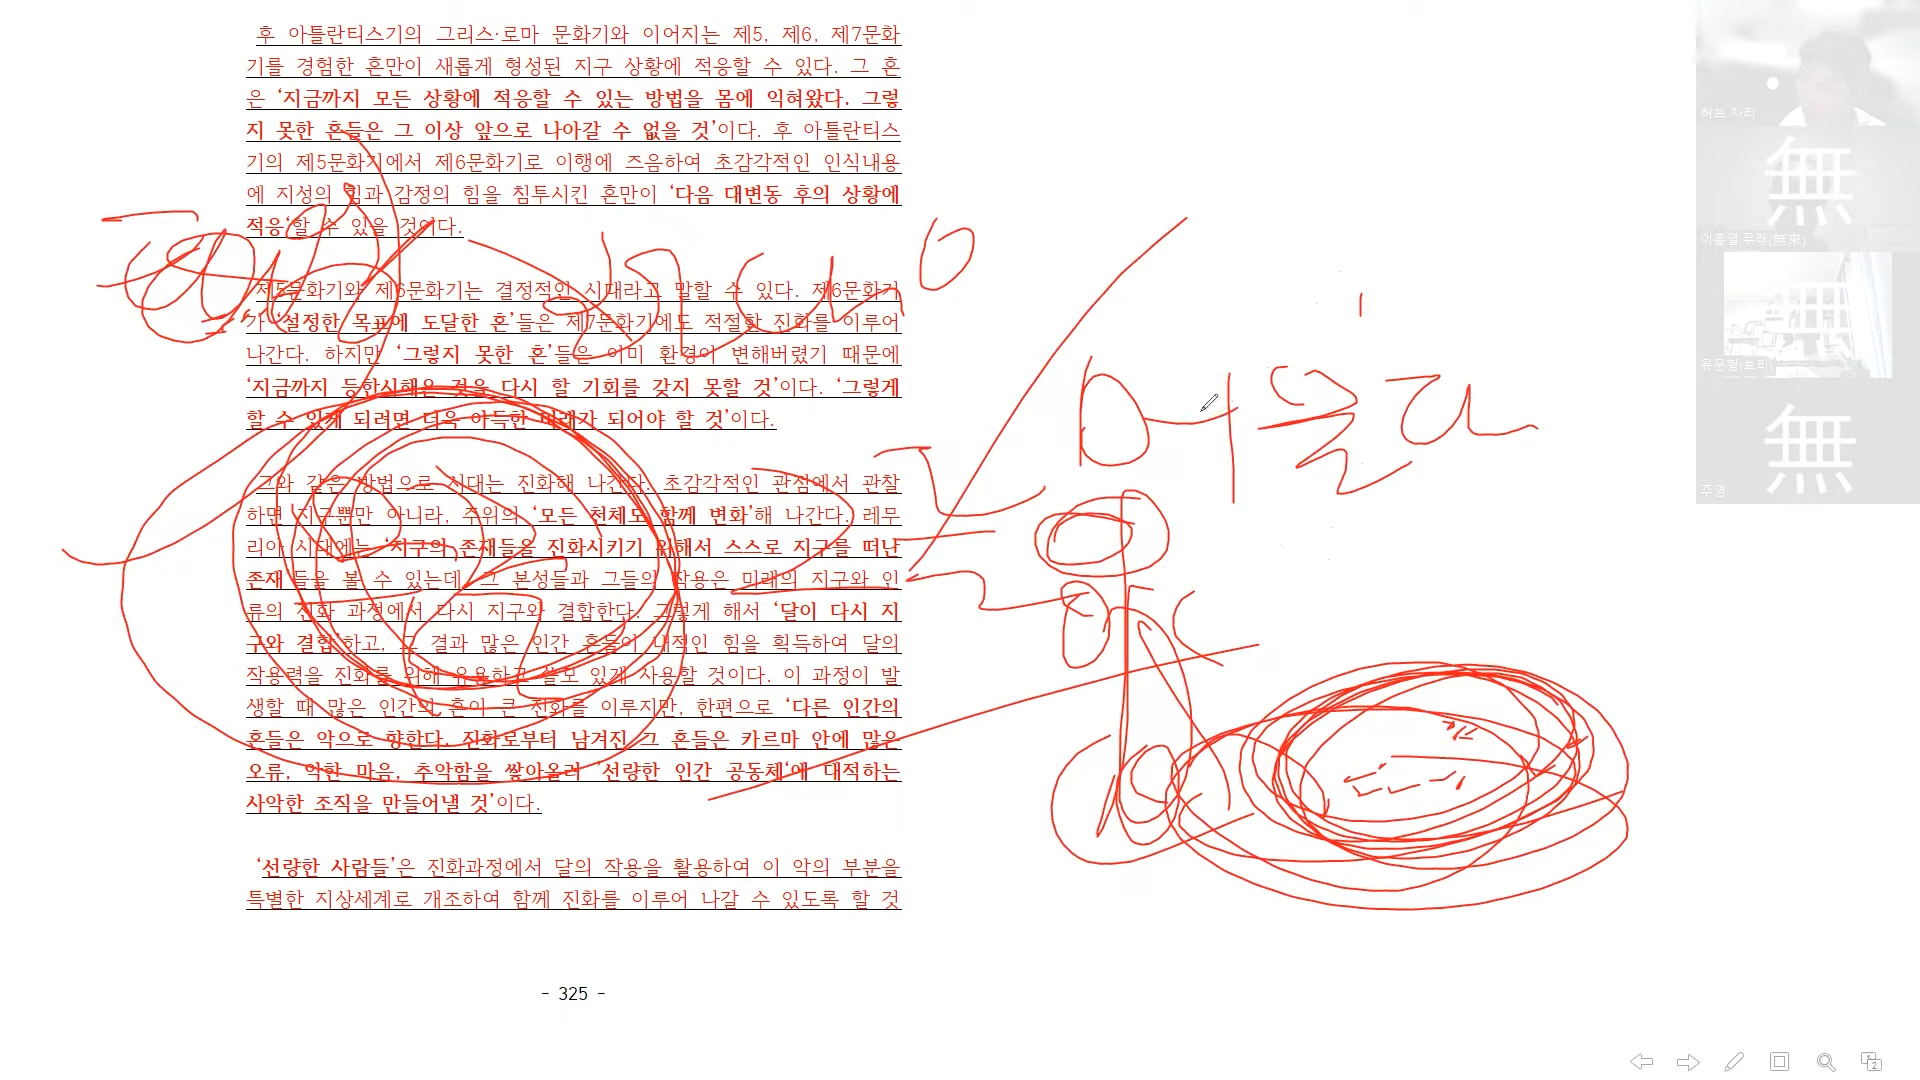 후 아틀란티스기의 그리스·로마 문화기와 이어지는 제5, 제6, 제7문화
기를 경험한 혼만이 새롭게 형성된 지구 상황에 적응할 수 있다. 그 혼
은 ‘지금까지 모든 상황에 적응할 수 있는 방법을 몸에 익혀왔다. 그렇
지 못한 혼들은 그 이상 앞으로 나아갈 수 없을 것’이다. 후 아틀란티스
기의 제5문화기에서 제6문화기로 이행에 즈음하여 초감각적인 인식내용
에 지성의 힘과 감정의 힘을 침투시킨 혼만이 ‘다음 대변동 후의 상황에
적응‘할 수 있을 것이다.
제5문화기와 제6문화기는 결정적인 시대라고 말할 수 있다. 제6문화기
가 ‘설정한 목표에 도달한 혼’들은 제7문화기에도 적절할 진화를 이루어
나간다. 하지만 ‘그렇지 못한 혼’들은 이미 환경이 변해버렸기 때문에
‘지금까지 등한시해온 것을 다시 할 기회를 갖지 못할 것’이다. ‘그렇게
할 수 있게 되려면 더욱 아득한 미래가 되어야 할 것’이다.
그와 같은 방법으로 시대는 진화해 나간다. 초감각적인 관점에서 관찰
하면 지구뿐만 아니라, 주위의 ‘모든 천체도 함께 변화’해 나간다. 레무
리아 시대에는 ‘지구의 존재들을 진화시키기 위해서 스스로 지구를 떠난
존재’들을 볼 수 있는데, 그 본성들과 그들의 작용은 미래의 지구와 인
류의 진화 과정에서 다시 지구와 결합한다. 그렇게 해서 ‘달이 다시 지
구와 결합’하고, 그 결과 많은 인간 혼들이 내적인 힘을 획득하여 달의
작용력을 진화를 위해 유용하고 쓸모 있게 사용할 것이다. 이 과정이 발
생할 때 많은 인간의 혼이 큰 진화를 이루지만, 한편으로 ‘다른 인간의
혼들은 악으로 향한다. 진화로부터 남겨진 그 혼들은 카르마 안에 많은
오류, 악한 마음, 추악함을 쌓아올려 ’선량한 인간 공동체‘에 대적하는
사악한 조직을 만들어낼 것’이다.
‘선량한 사람들’은 진화과정에서 달의 작용을 활용하여 이 악의 부분을
특별한 지상세계로 개조하여 함께 진화를 이루어 나갈 수 있도록 할 것
- 325 -
허브 자리
無
이흥열,무래(無來)
無
유문형(트리)
無
주영